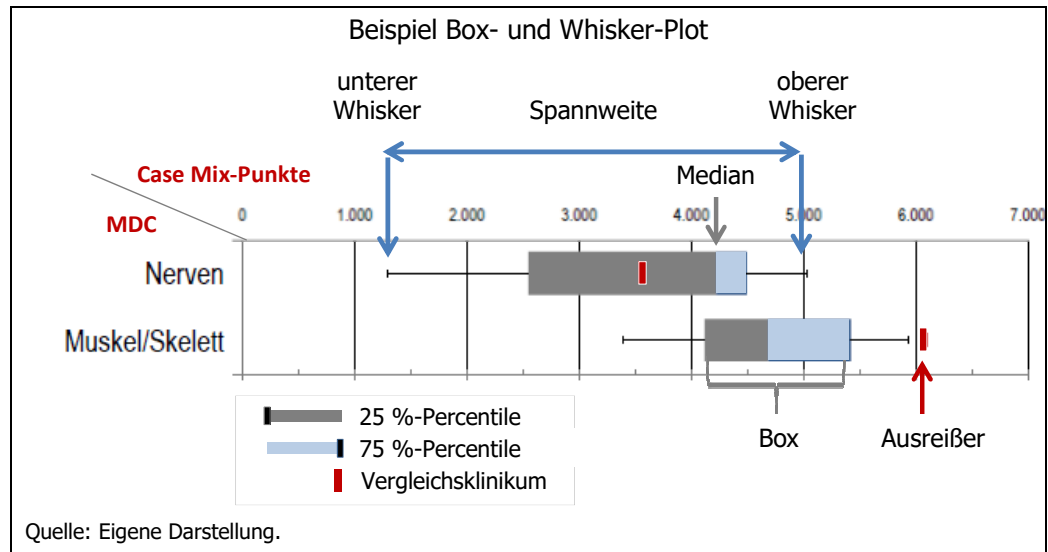 Beispiel Box- und Whisker-Plot
unterer
Whisker
Spannweite
oberer
Whisker
Case Mix-Punkte
Median
MDC
0 1.000 2.000 3.000 4.000 5.000 6.000 7.000
Nerven
Muskel/Skelett
25 %-Percentile
75 %-Percentile
Vergleichsklinikum
Box
Ausreißer
Quelle: Eigene Darstellung.